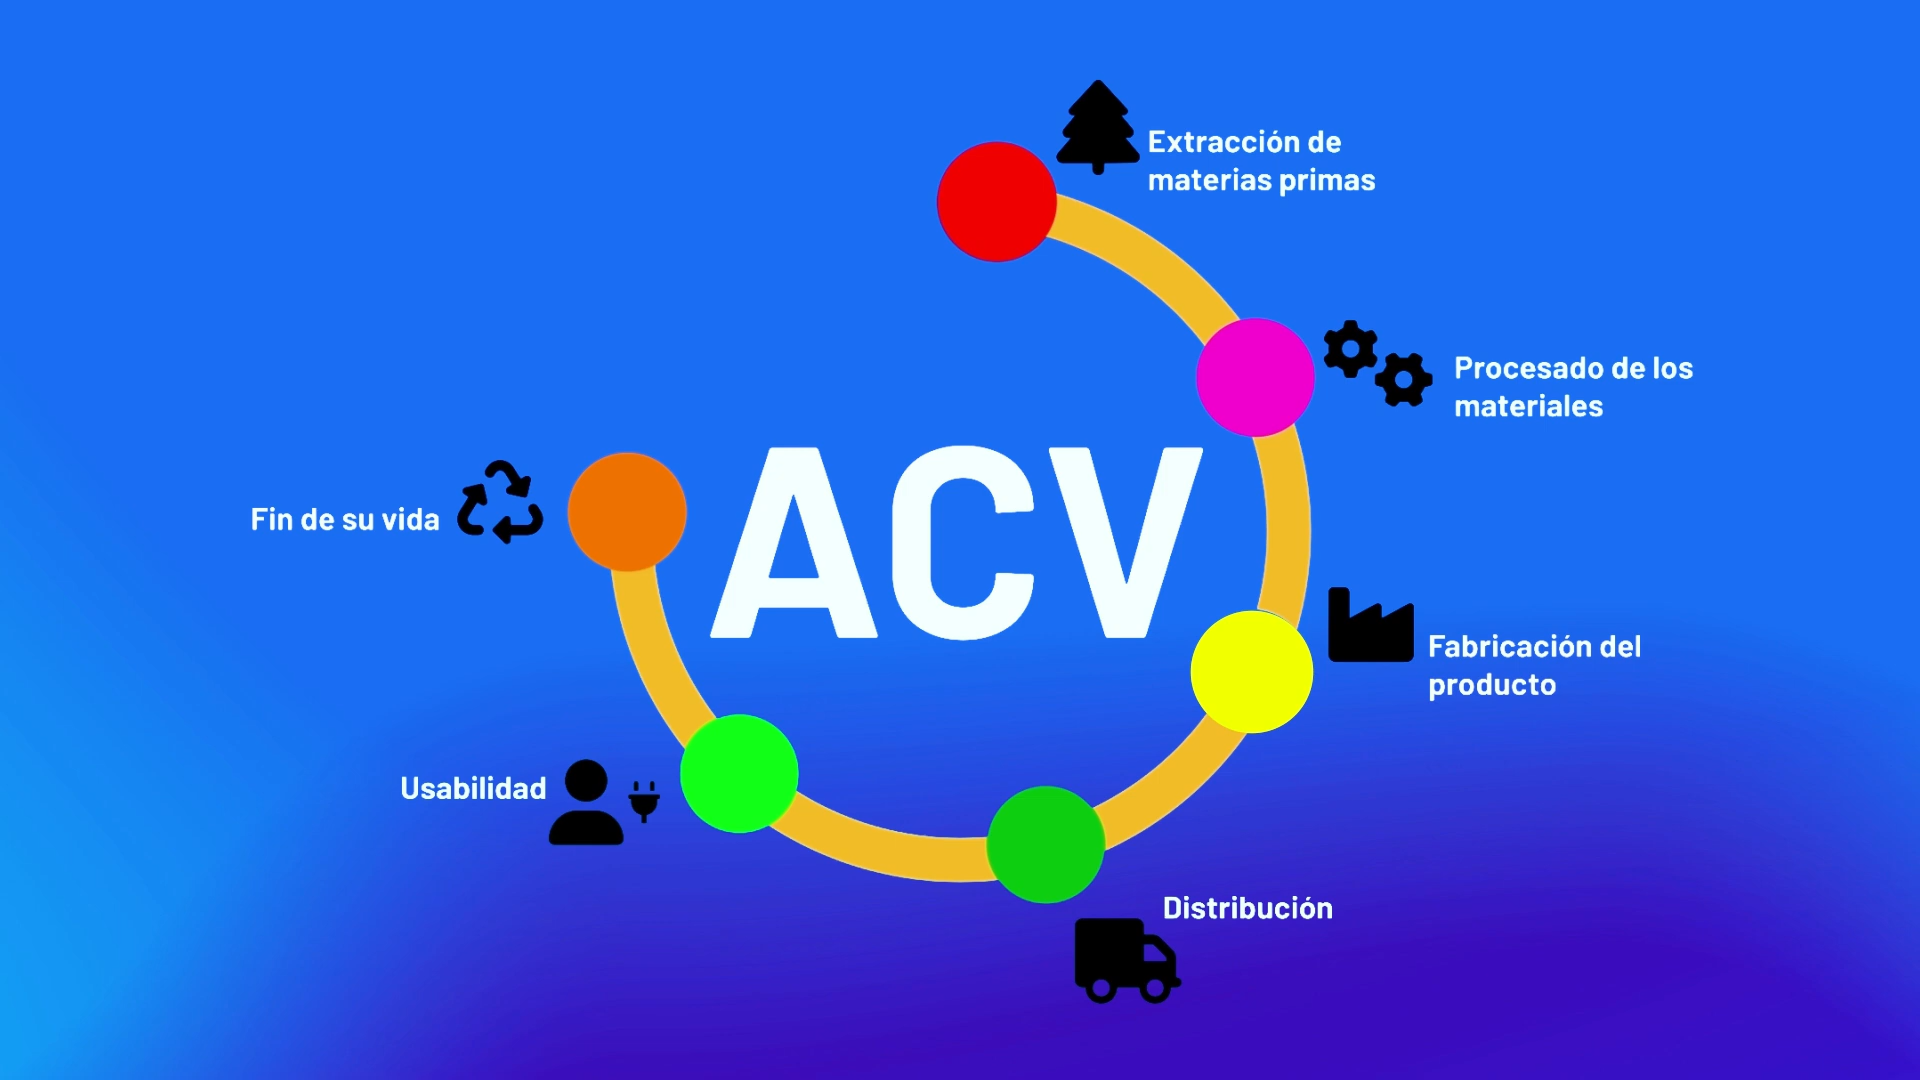 Extracción de
materias primas
Procesado de los
materiales
ACV
Fin de su vida
Fabricación del
producto
Usabilidad
Distribución